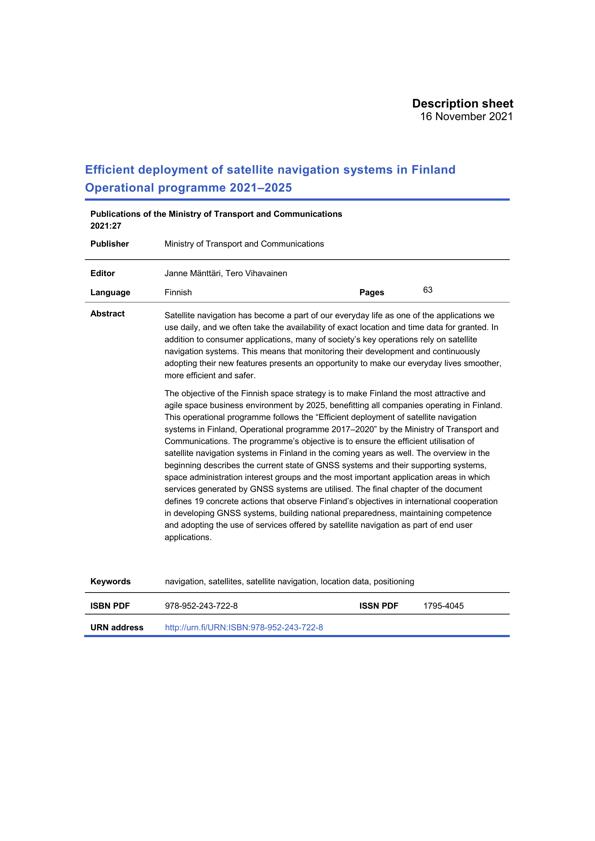 Description sheet
16 November 2021
Efficient deployment of satellite navigation systems in Finland
Operational programme 2021–2025
Publications of the Ministry of Transport and Communications
2021:27
Publisher Ministry of Transport and Communications
Editor Janne Mänttäri, Tero Vihavainen
Language Finnish Pages 63
Abstract Satellite navigation has become a part of our everyday life as one of the applications we
use daily, and we often take the availability of exact location and time data for granted. In
addition to consumer applications, many of society's key operations rely on satellite
navigation systems. This means that monitoring their development and continuously
adopting their new features presents an opportunity to make our everyday lives smoother,
more efficient and safer.
The objective of the Finnish space strategy is to make Finland the most attractive and
agile space business environment by 2025, benefitting all companies operating in Finland.
This operational programme follows the “Efficient deployment of satellite navigation
systems in Finland, Operational programme 2017–2020” by the Ministry of Transport and
Communications. The programme's objective is to ensure the efficient utilisation of
satellite navigation systems in Finland in the coming years as well. The overview in the
beginning describes the current state of GNSS systems and their supporting systems,
space administration interest groups and the most important application areas in which
services generated by GNSS systems are utilised. The final chapter of the document
defines 19 concrete actions that observe Finland's objectives in international cooperation
in developing GNSS systems, building national preparedness, maintaining competence
and adopting the use of services offered by satellite navigation as part of end user
applications.
Keywords navigation, satellites, satellite navigation, location data, positioning
ISBN PDF 978-952-243-722-8 ISSN PDF 1795-4045
URN address http://urn.fi/URN:ISBN:978-952-243-722-8